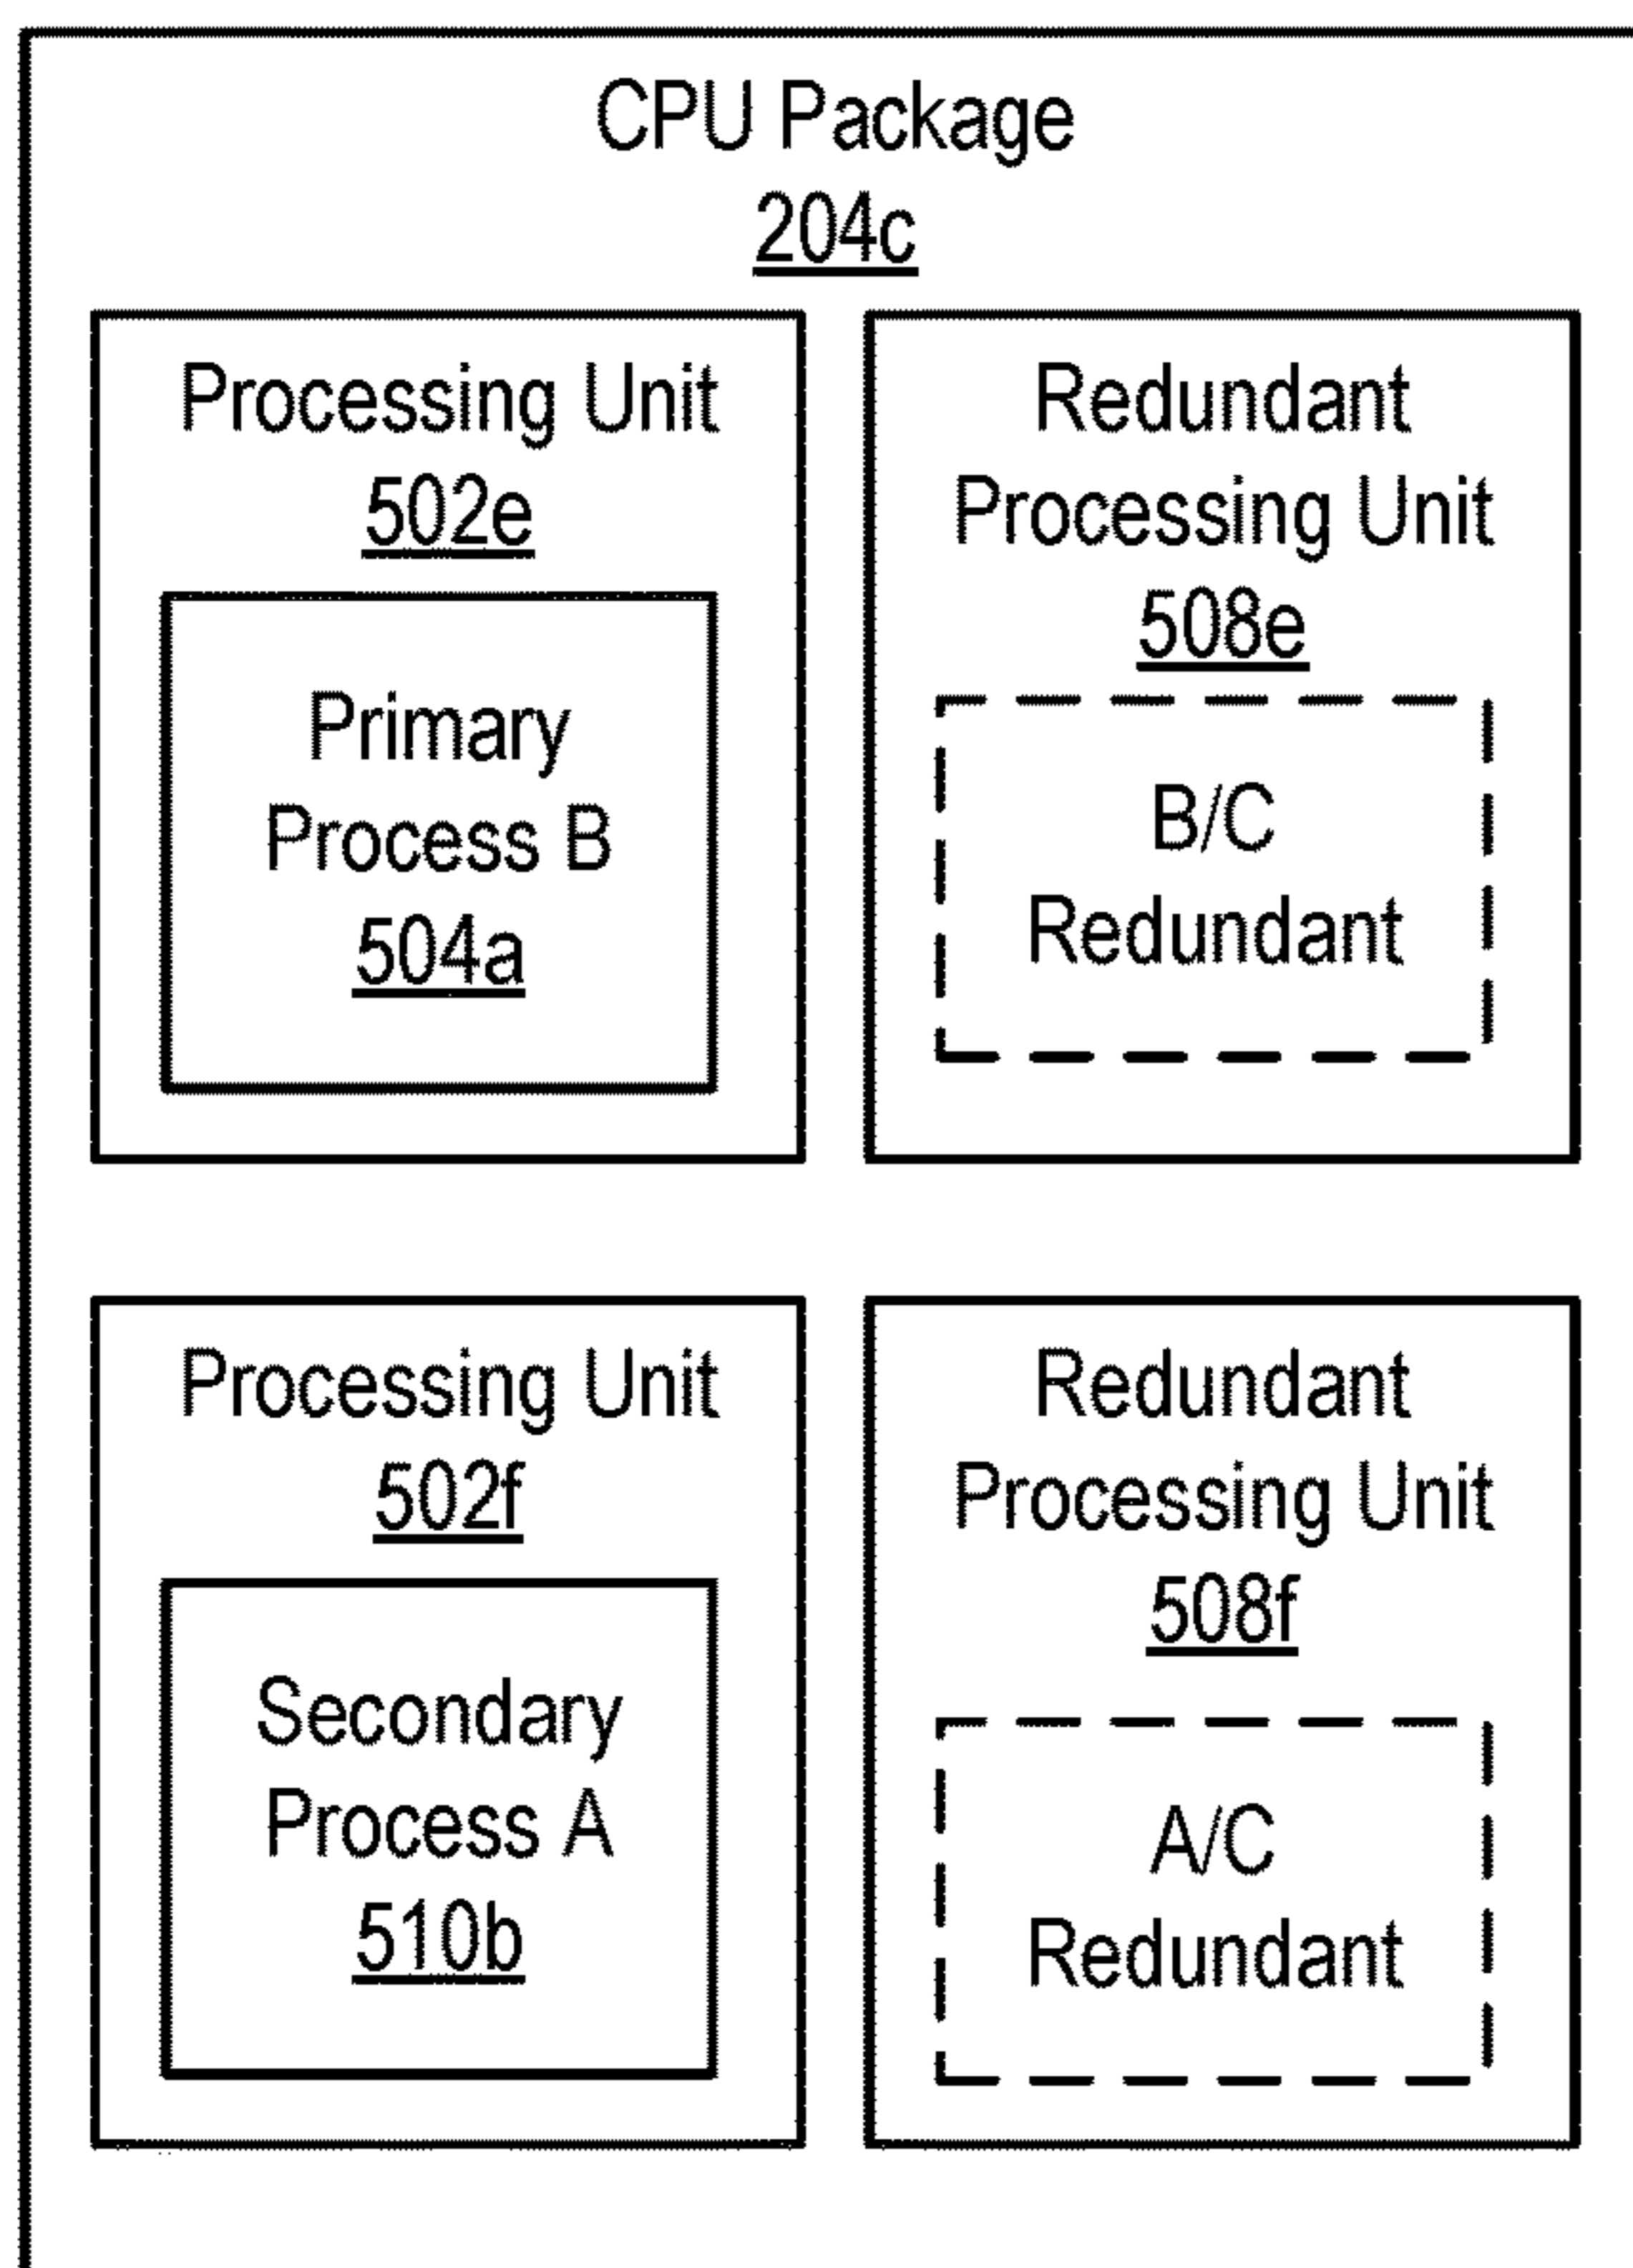 CPU Package
204c
Processing Unit
502e
Primary
Process B
504a
Redundant
Processing Unit
508e
B/C
Redundant
Processing Unit
502f
Secondary
Process A
510b
Redundant
Processing Unit
508f
A/C
Redundant